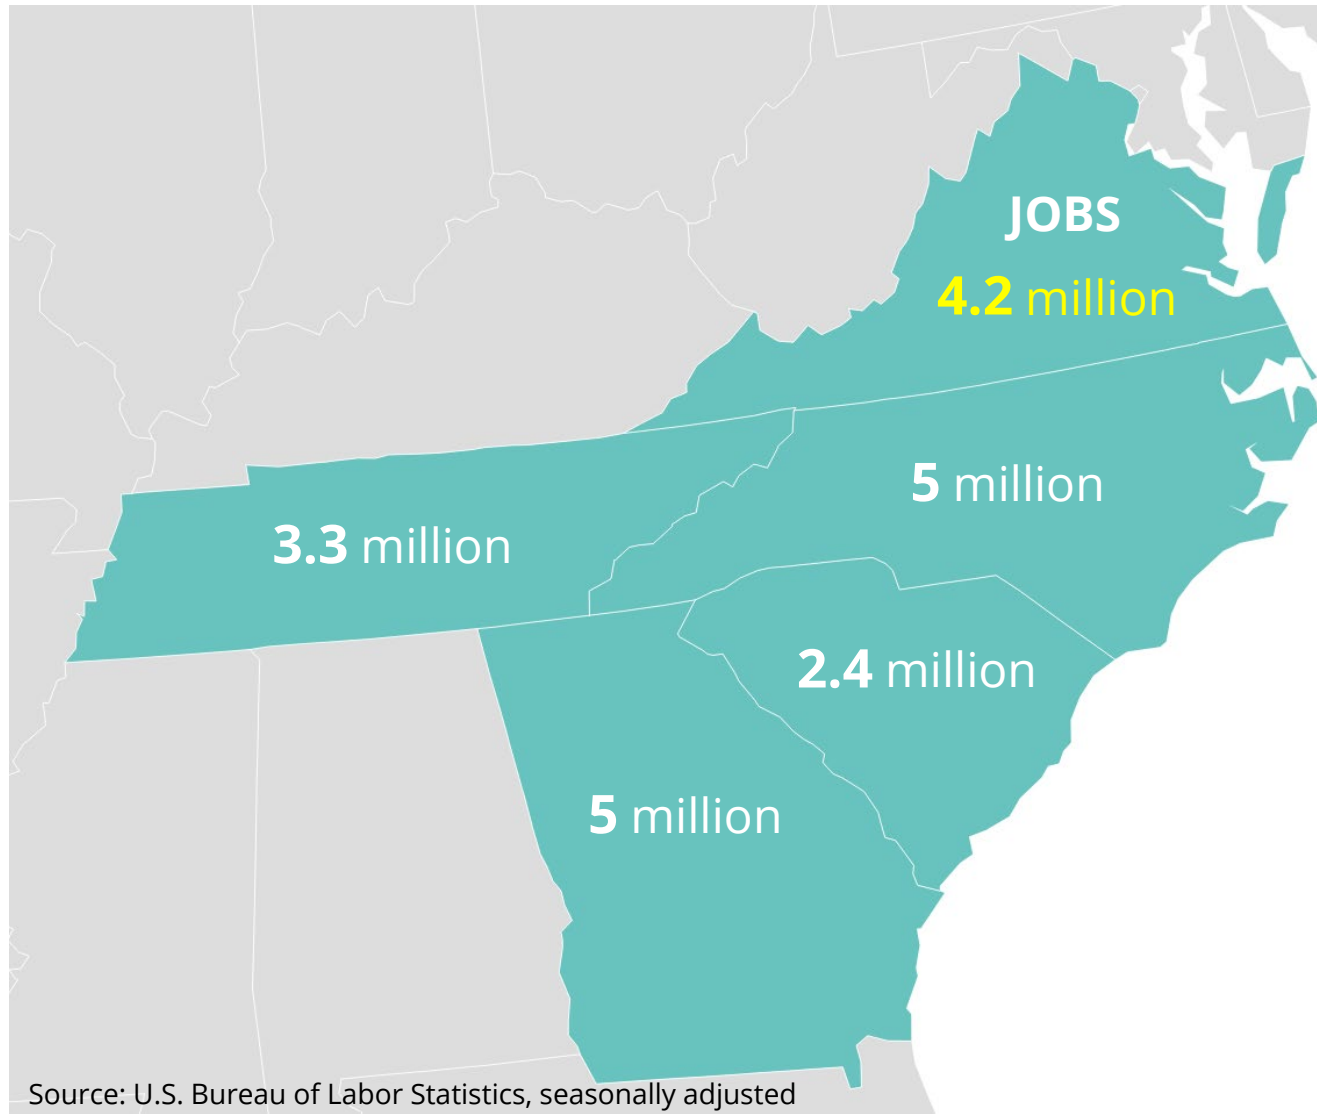 JOBS
4.2 million
5 million
3.3 million
2.4 million
5 million
Source: U.S. Bureau of Labor Statistics, seasonally adjusted